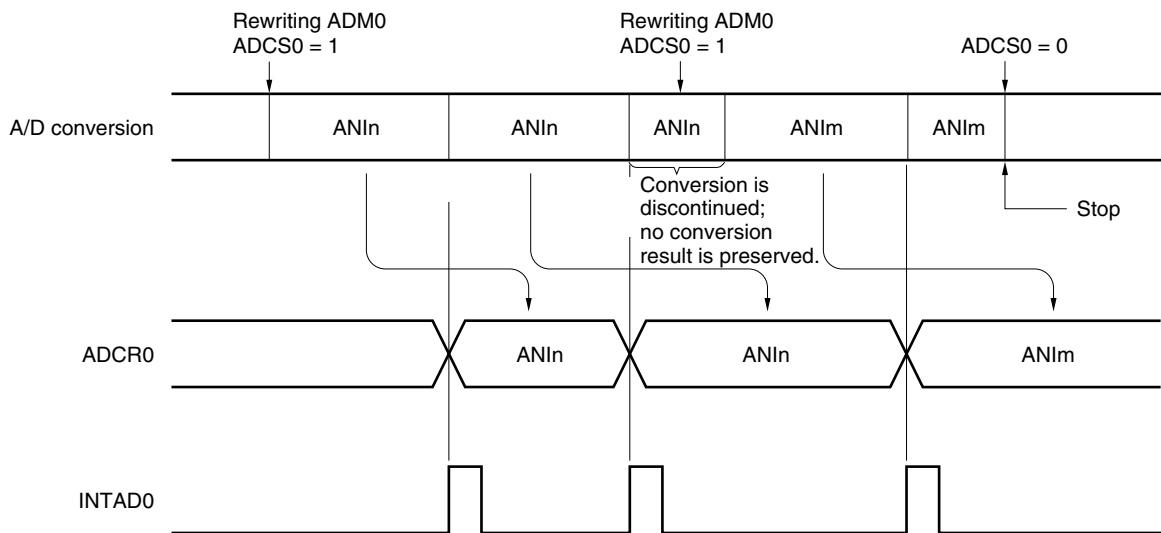 Rewriting ADM0
ADCS0 = 1
Rewriting ADM0
ADCS0 = 1
ADCS0 = 0
A/D conversion
ANIn
ANIn
ANIn
ANIm
ANIm
Conversion is
discontinued;
no conversion
result is preserved.
Stop
ADCR0
ANIn
ANIn
ANIm
INTAD0